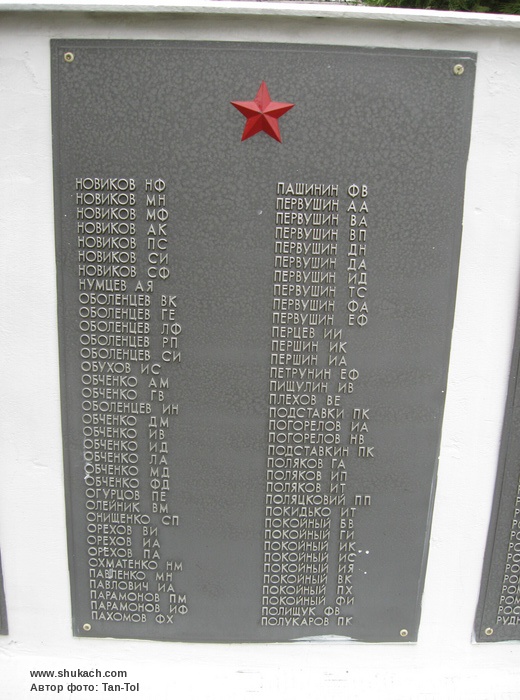 НОВИКОВ НФ
НОВИКОВ МН
НОВИКОВ МФ
НОВИКОВ АК
НОВИКОВ ПС
НОВИКОВ СИ
НОВИКОВ СФ
НУМЦЕВ АЯ
ОБОЛЕНЦЕВ ВК
ОБОЛЕНЦЕВ ГЕ
ОБОЛЕНЦЕВ ЛФ
ОБОЛЕНЦЕВ РП
ОБОЛЕНЦЕВ СИ
ОБУХОВ ИС
ОБЧЕНКО АМ
ОБЧЕНКО ГВ
ОБОЛЕНЦЕВ ИН
ОБЧЕНКО ДМ
ОБЧЕНКО ИВ
ОБЧЕНКО ИД
ОБЧЕНКО ЛА
ОБЧЕНКО МД
ОБЧЕНКО ФД
ОГУРЦОВ ПЕ
ОЛЕЙНИК ВМ
ОНИЩЕНКО СП
ОРЕХОВ ВИ
ОРЕХОВ ИА
ОРЕХОВ ПА
ОХМАТЕНКО НМ
ПАВЛЕНКО МН
ПАВЛОВИЧ ИА
ПАРАМОНОВ ПМ
ПАРАМОНОВ ИФ
ПАХОМОВ ФХ
ПАШИНИН ФВ
ПЕРВУШИН АА
ПЕРВУШИН ВА
ПЕРВУШИН ВП
ПЕРВУШИН ДН
ПЕРВУШИН ДА
ПЕРВУШИН ИД
ПЕРВУШИН ТС
ПЕРВУШИН ФА
ПЕРВУШИН ЕФ
ПЕРЦЕВ ИИ
ПЕРШИН ИК
ПЕРШИН ИА
ПЕТРУНИН ЕФ
ПИЩУЛИН ИВ
ПЛЕХОВ ВЕ
ПОДСТАВКИ ПК
ПОГОРЕЛОВ ИА
ПОГОРЕЛОВ НВ
ПОДСТАВКИН ПК
ПОЛЯКОВ ГА
ПОЛЯКОВ ИП
ПОЛЯКОВ ИТ
ПОЛЯЦКОВИЙ ПП
ПОКИДЬКО ИТ
ПОКОЙНЫЙ БВ
ПОКОЙНЫЙ ГИ
ПОКОЙНЫЙ ИК
ПОКОЙНЫЙ ИС
ПОКОЙНЫЙ ИЯ
ПОКОЙНЫЙ ВК
ПОКОЙНЫЙ ПХ
ПОКОЙНЫЙ ФИ
ПОЛИЩУК ФВ
ПОЛУКАРОВ ПК
www.shukach.com
Автор фото: Tan-Tol